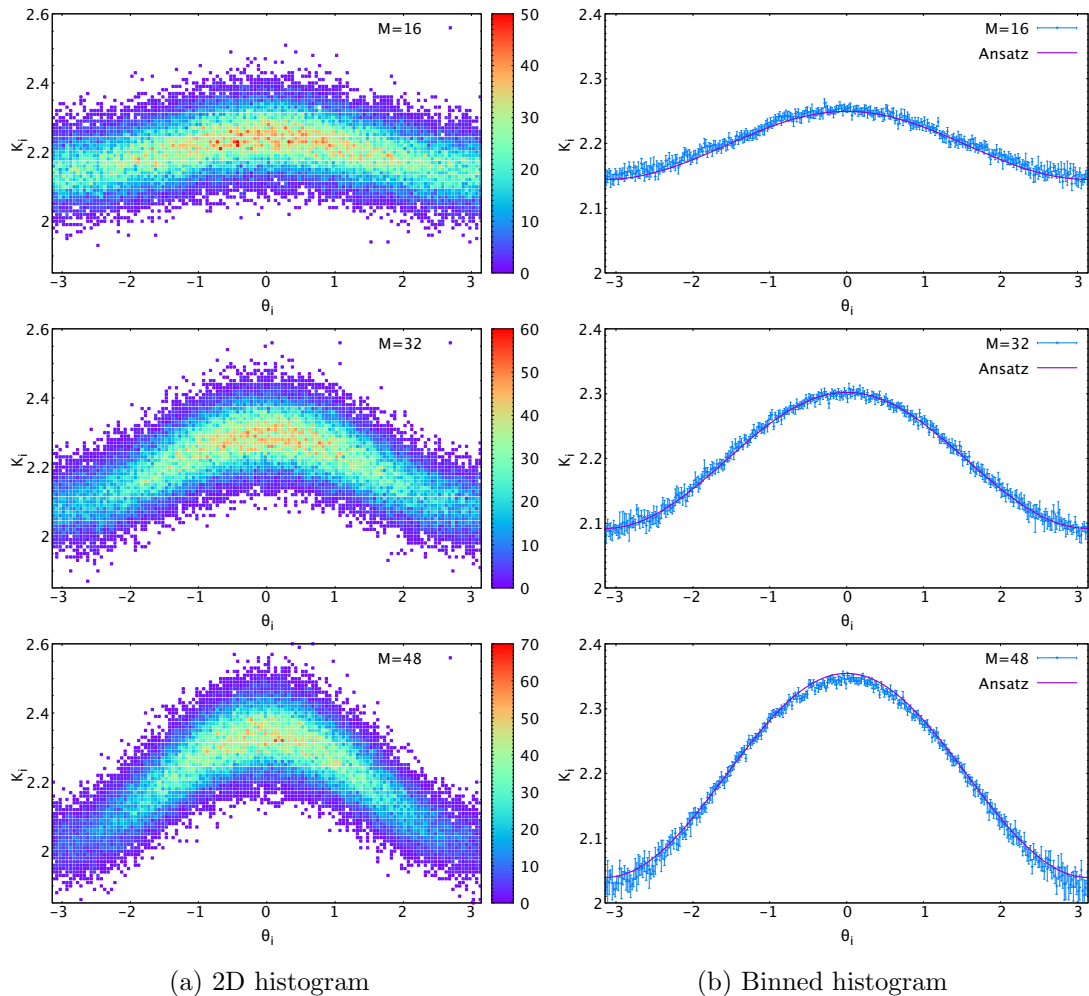 2.6
2.4
2.2
2
K_i
M=16
−3 −2 −1 0 1 2 3
θ_i
50
40
30
20
10
0
2.4
2.3
2.2
2.1
2
K_i
M=16
Ansatz
−3 −2 −1 0 1 2 3
θ_i
2.6
2.4
2.2
2
K_i
M=32
−3 −2 −1 0 1 2 3
θ_i
60
50
40
30
20
10
0
2.4
2.3
2.2
2.1
2
K_i
M=32
Ansatz
−3 −2 −1 0 1 2 3
θ_i
2.6
2.4
2.2
2
K_i
M=48
−3 −2 −1 0 1 2 3
θ_i
70
60
50
40
30
20
10
0
2.4
2.3
2.2
2.1
2
K_i
M=48
Ansatz
−3 −2 −1 0 1 2 3
θ_i
(a) 2D histogram
(b) Binned histogram